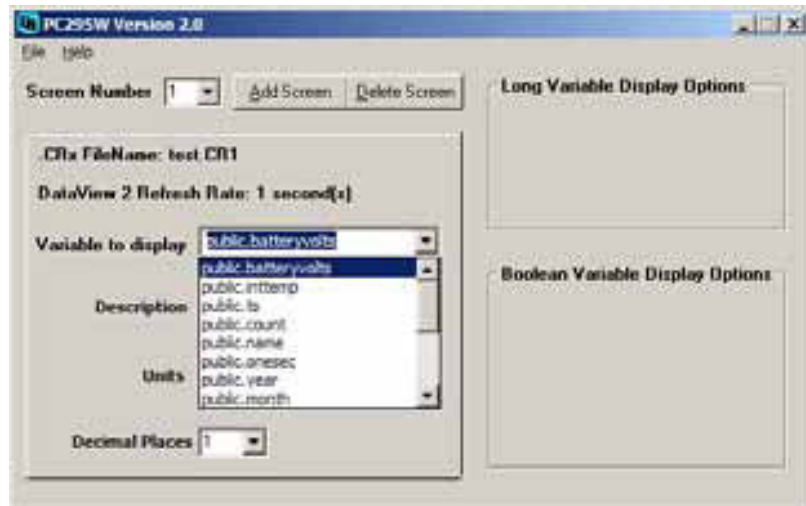 PC295W Version 2.0
File Help
Screen Number 1 Add Screen Delete Screen
.CRx FileName: test.CR1
DataView 2 Refresh Rate: 1 second(s)
Variable to display public.batteryvolts
public.batteryvolts
public.inttemp
public.ts
public.count
public.name
public.onesec
public.year
public.month
Description
Units
Decimal Places 1
Long Variable Display Options
Boolean Variable Display Options